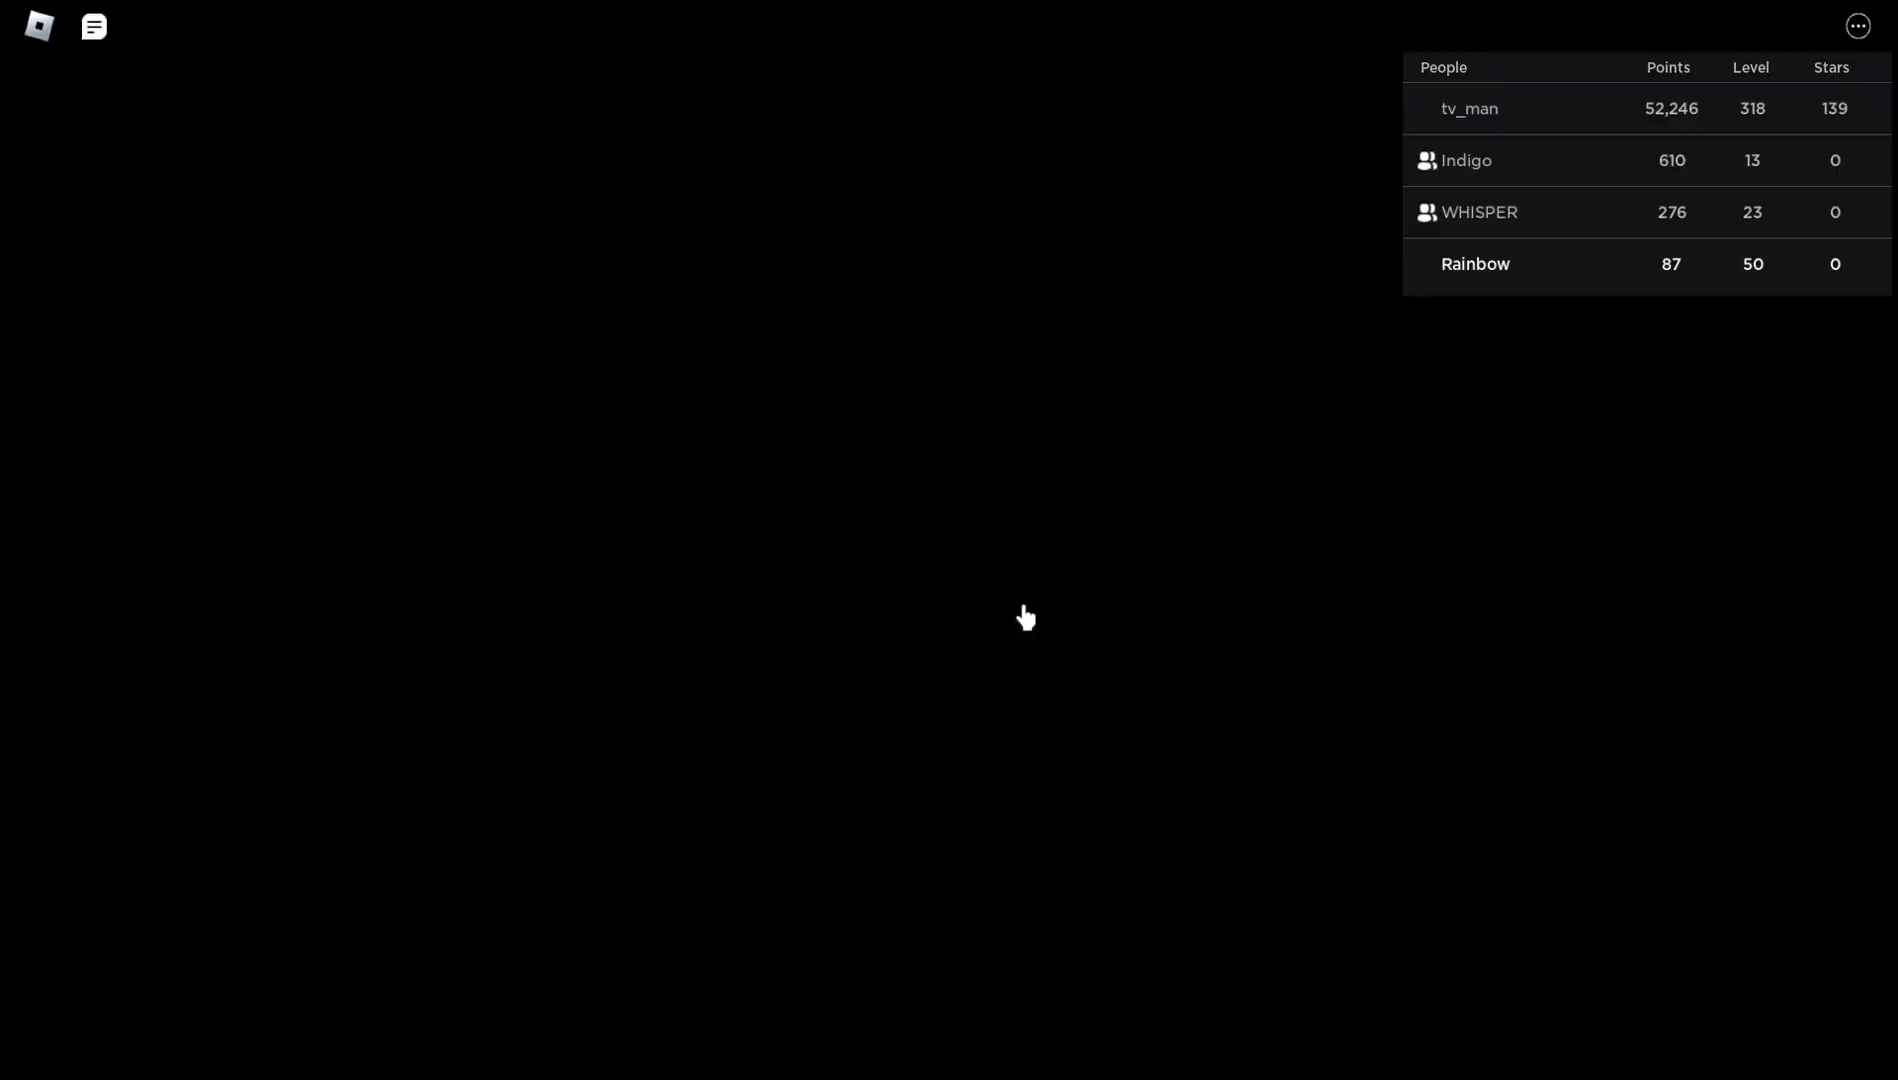 People Points Level Stars
tv_man 52,246 318 139
Indigo 610 13 0
WHISPER 276 23 0
Rainbow 87 50 0